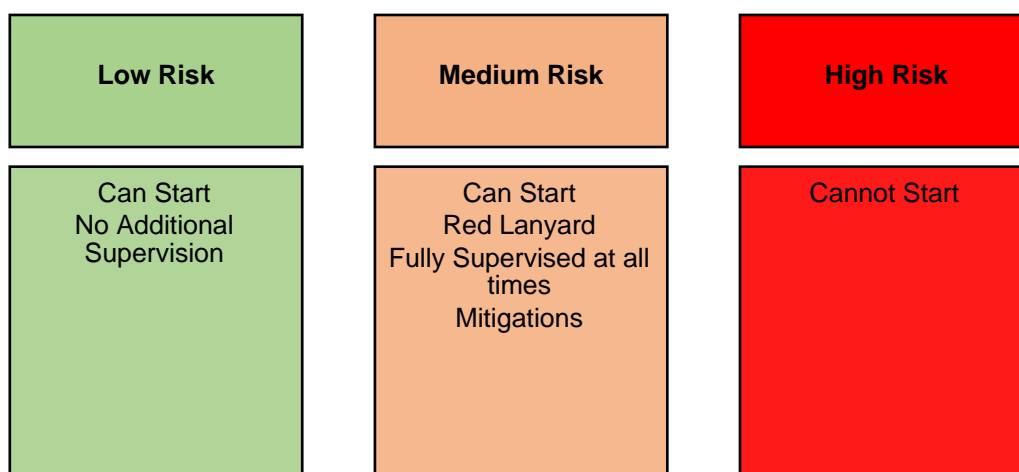 Low Risk
Medium Risk
High Risk
Can Start
No Additional
Supervision
Can Start
Red Lanyard
Fully Supervised at all
times
Mitigations
Cannot Start